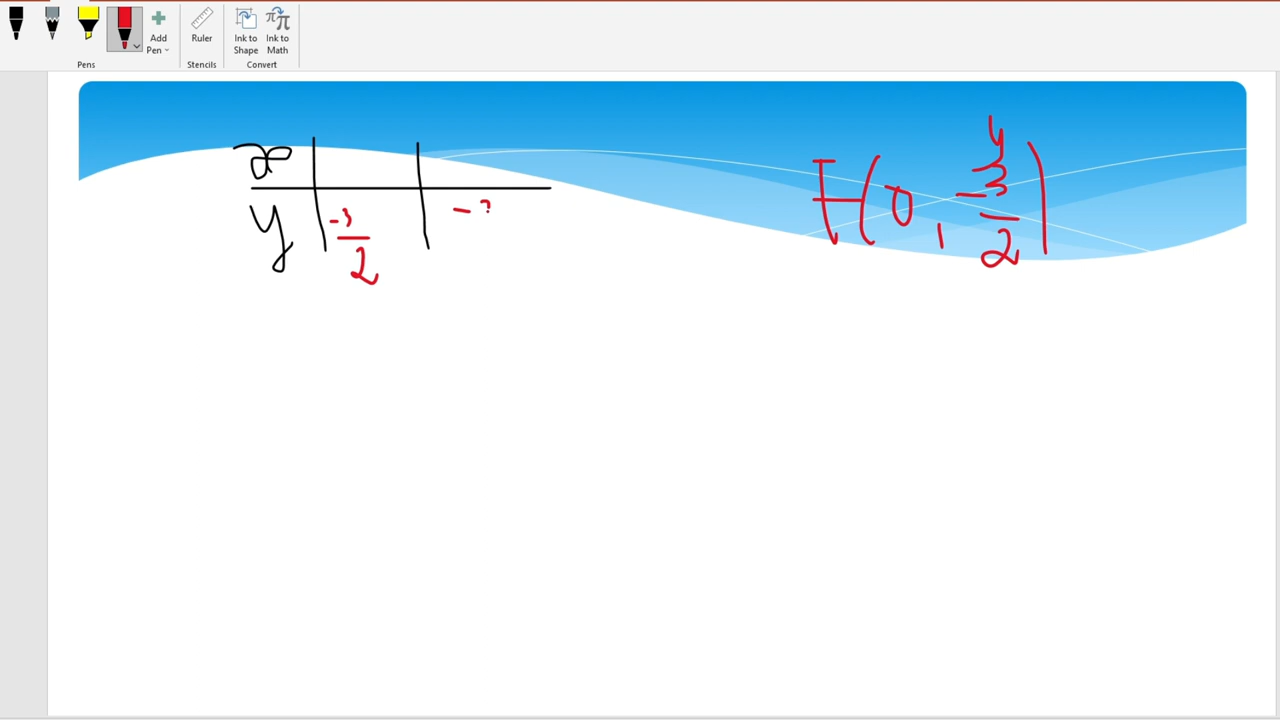 Add Pen
Ruler
Ink to Shape
Ink to Math
Pens
Stencils
Convert
x
y -3/2
F(0, -3/2)
y